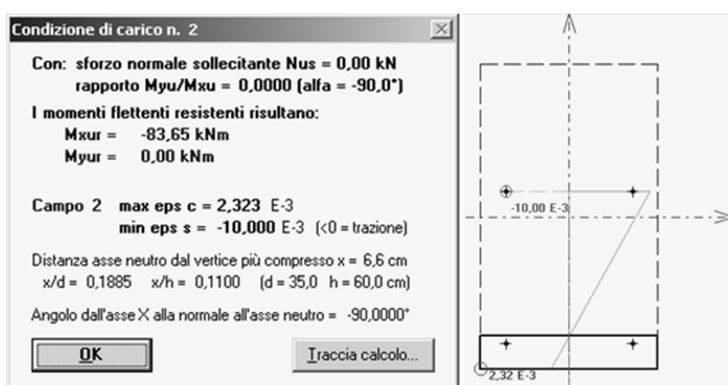 Condizione di carico n. 2
Con: sforzo normale sollecitante Nus = 0,00 kN
rapporto Myu/Mxu = 0,0000 (alfa = -90,0°)
I momenti flettenti resistenti risultano:
Mxur = -83,65 kNm
Myur = 0,00 kNm
Campo 2 max eps c = 2,323 E-3
min eps s = -10,000 E-3 (<0 = trazione)
Distanza asse neutro dal vertice più compresso x = 6,6 cm
x/d = 0,1885 x/h = 0,1100 (d = 35,0 h = 60,0 cm)
Angolo dall'asse X alla normale all'asse neutro = -90,0000°
OK
Traccia calcolo...
-10,00 E-3
2,32 E-3